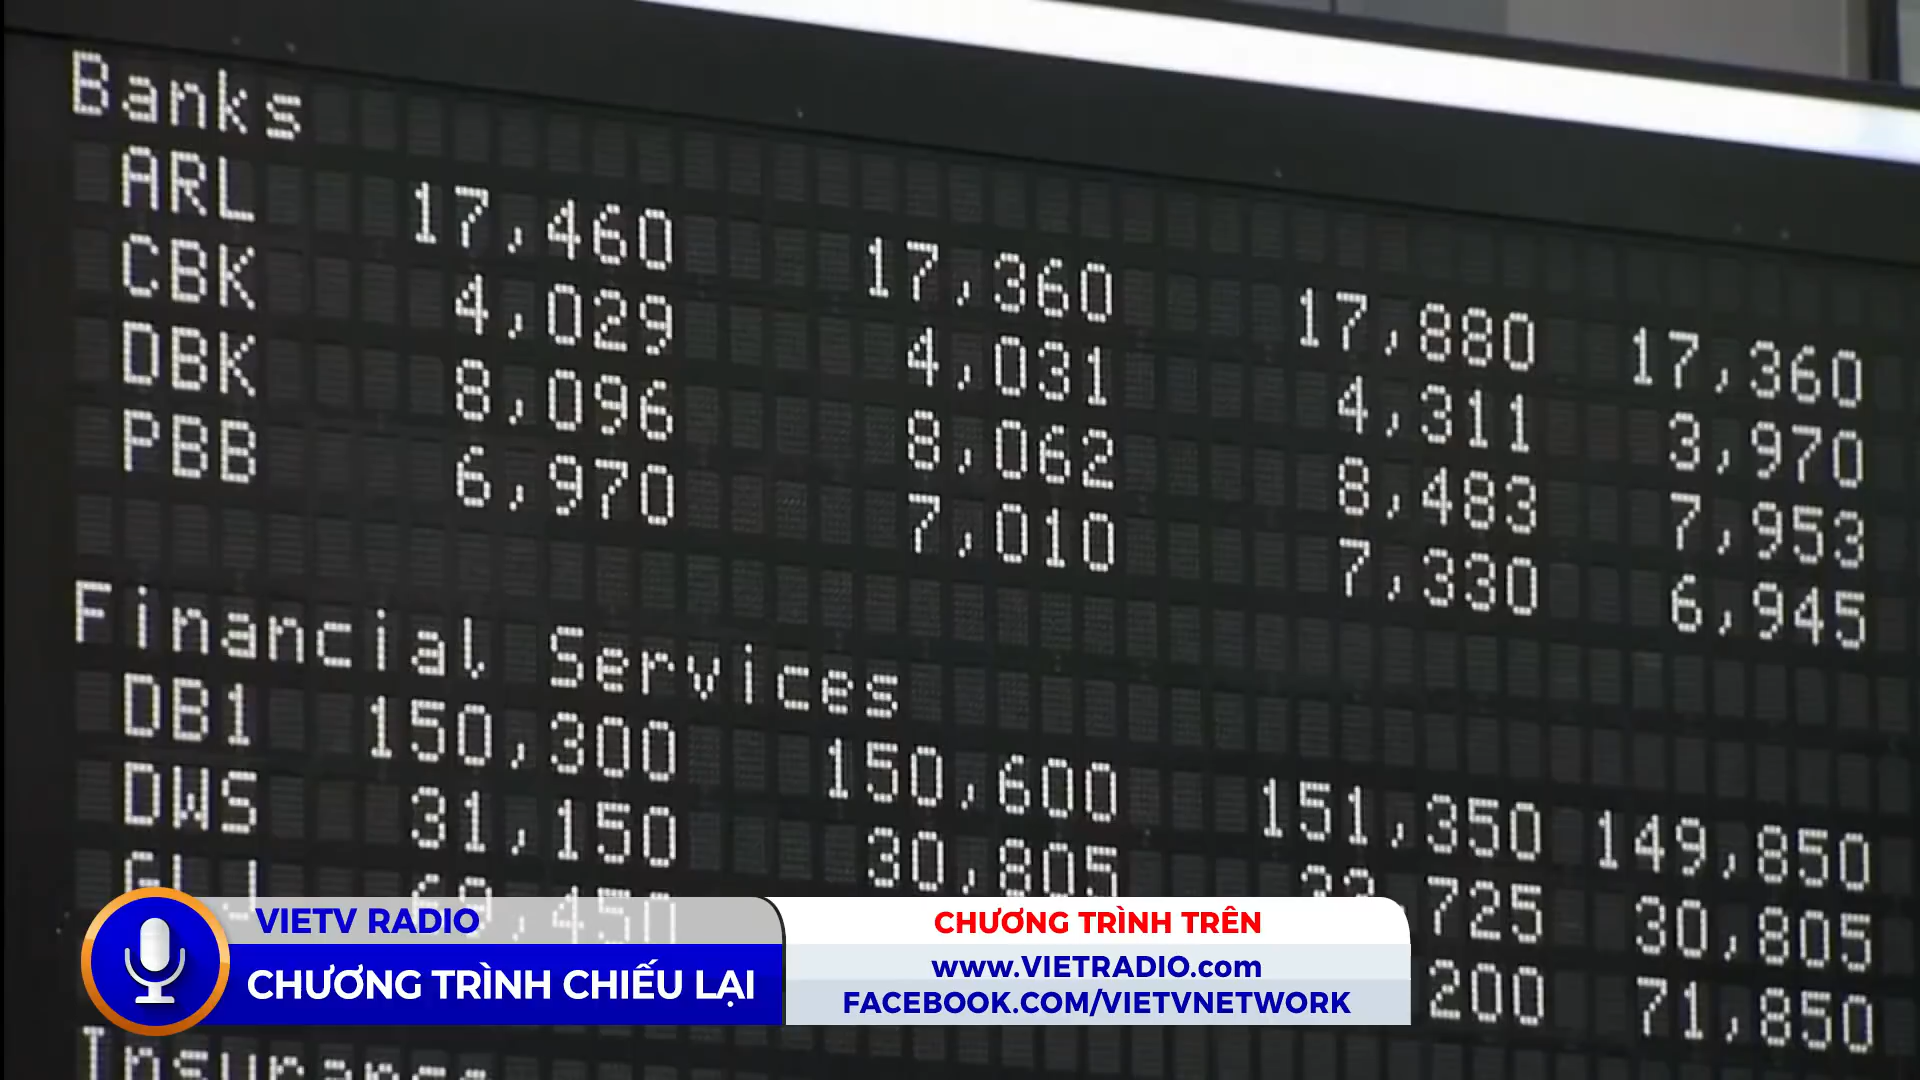 Banks
ARL 17,460 17,360 17,880 17,360
CBK 4,029 4,031 4,311 3,970
DBK 8,096 8,062 8,483 7,953
PBB 6,970 7,010 7,330 6,945
Financial Services
DB1 150,300 150,600 151,350 149,850
DWS 31,150 30,805 725 30,805
69,450 200 71,850
Insurance
VIETV RADIO
CHƯƠNG TRÌNH CHIẾU LẠI
CHƯƠNG TRÌNH TRÊN
www.VIETRADIO.com
FACEBOOK.COM/VIETVNETWORK